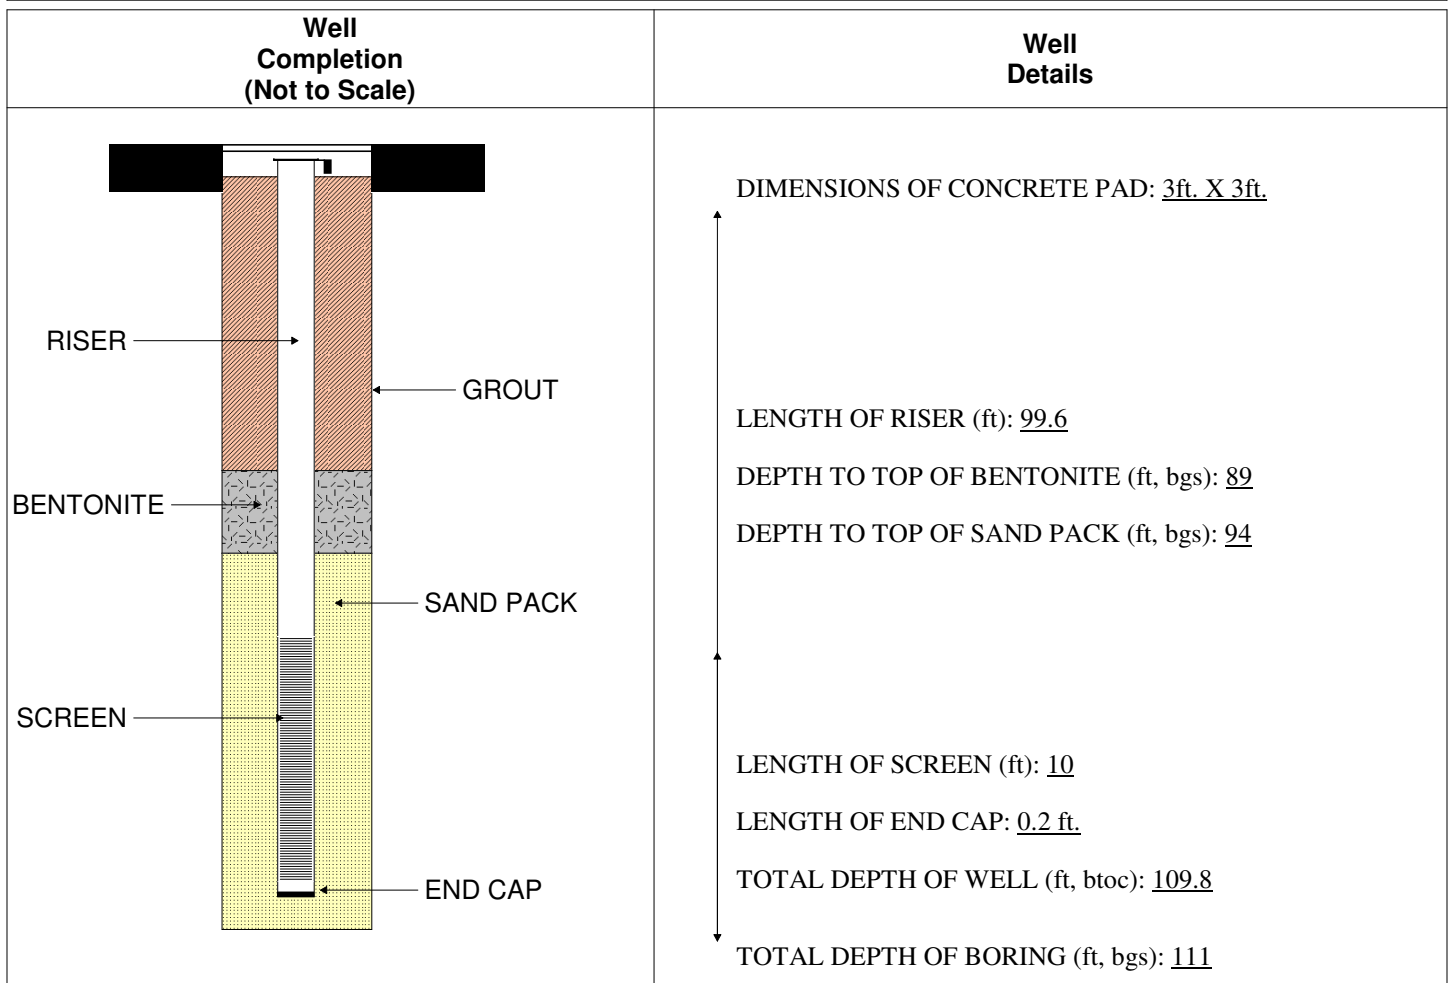 Well
Completion
(Not to Scale)
Well
Details
RISER
GROUT
BENTONITE
SAND PACK
SCREEN
END CAP
DIMENSIONS OF CONCRETE PAD: 3ft. X 3ft.
LENGTH OF RISER (ft): 99.6
DEPTH TO TOP OF BENTONITE (ft, bgs): 89
DEPTH TO TOP OF SAND PACK (ft, bgs): 94
LENGTH OF SCREEN (ft): 10
LENGTH OF END CAP: 0.2 ft.
TOTAL DEPTH OF WELL (ft, btoc): 109.8
TOTAL DEPTH OF BORING (ft, bgs): 111